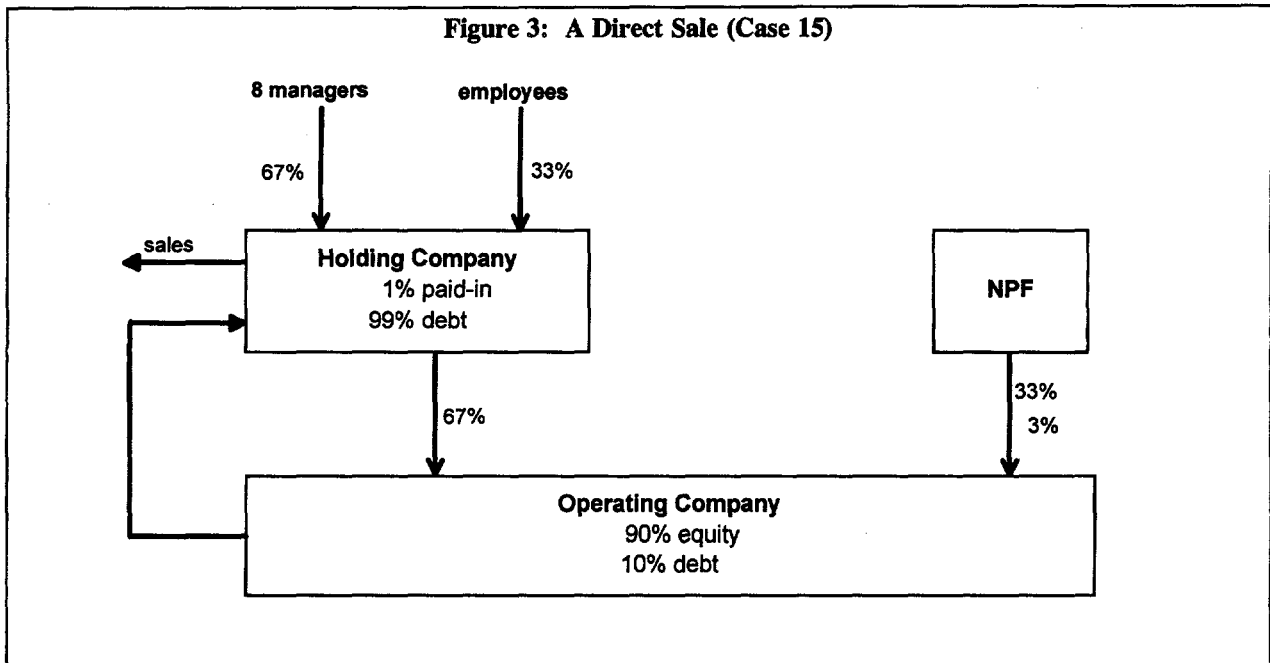 Figure 3: A Direct Sale (Case 15)
8 managers
employees
67%
33%
sales
Holding Company
1% paid-in
99% debt
NPF
67%
33%
3%
Operating Company
90% equity
10% debt